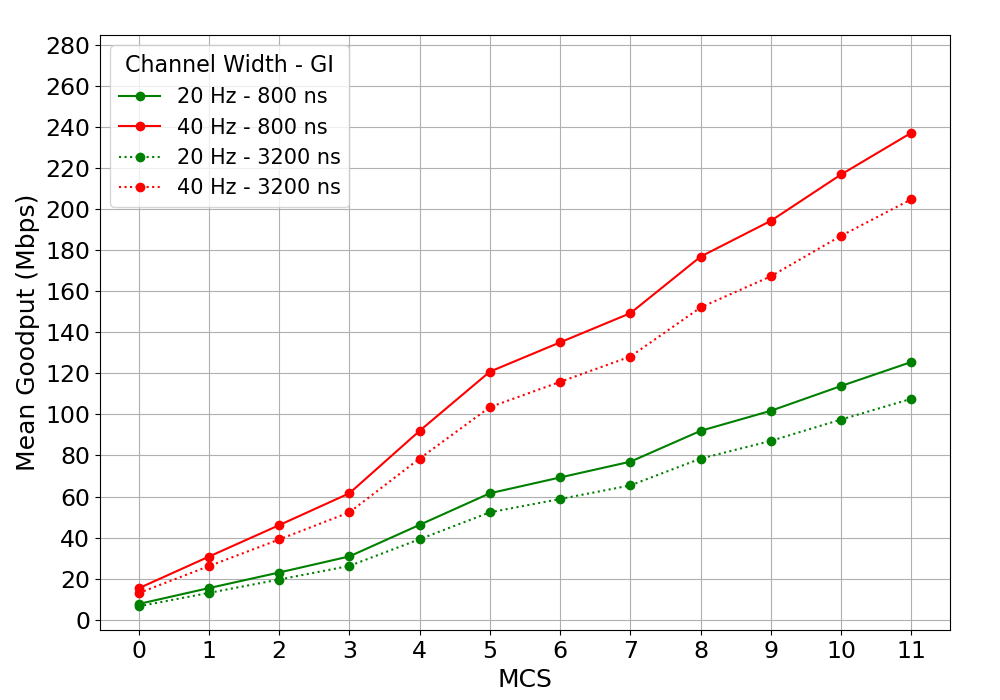 Channel Width - GI
20 Hz - 800 ns
40 Hz - 800 ns
20 Hz - 3200 ns
40 Hz - 3200 ns
280
260
240
220
200
180
160
140
120
100
80
60
40
20
0
Mean Goodput (Mbps)
0 1 2 3 4 5 6 7 8 9 10 11
MCS